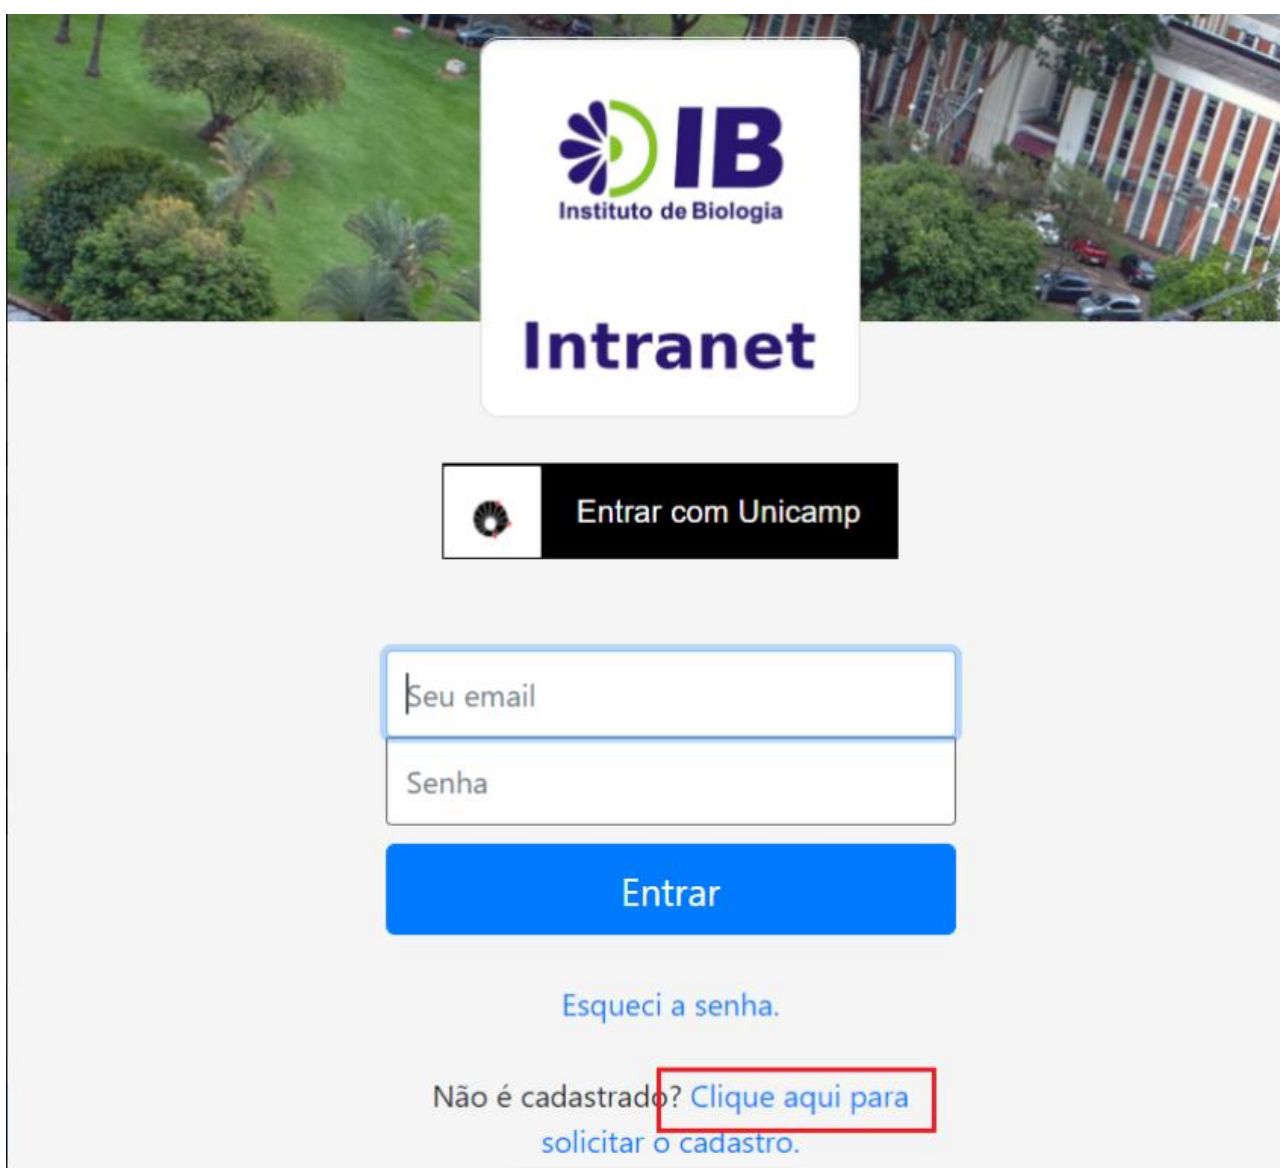 IB
Instituto de Biologia
Intranet
Entrar com Unicamp
Seu email
Senha
Entrar
Esqueci a senha.
Não é cadastrado? Clique aqui para
solicitar o cadastro.